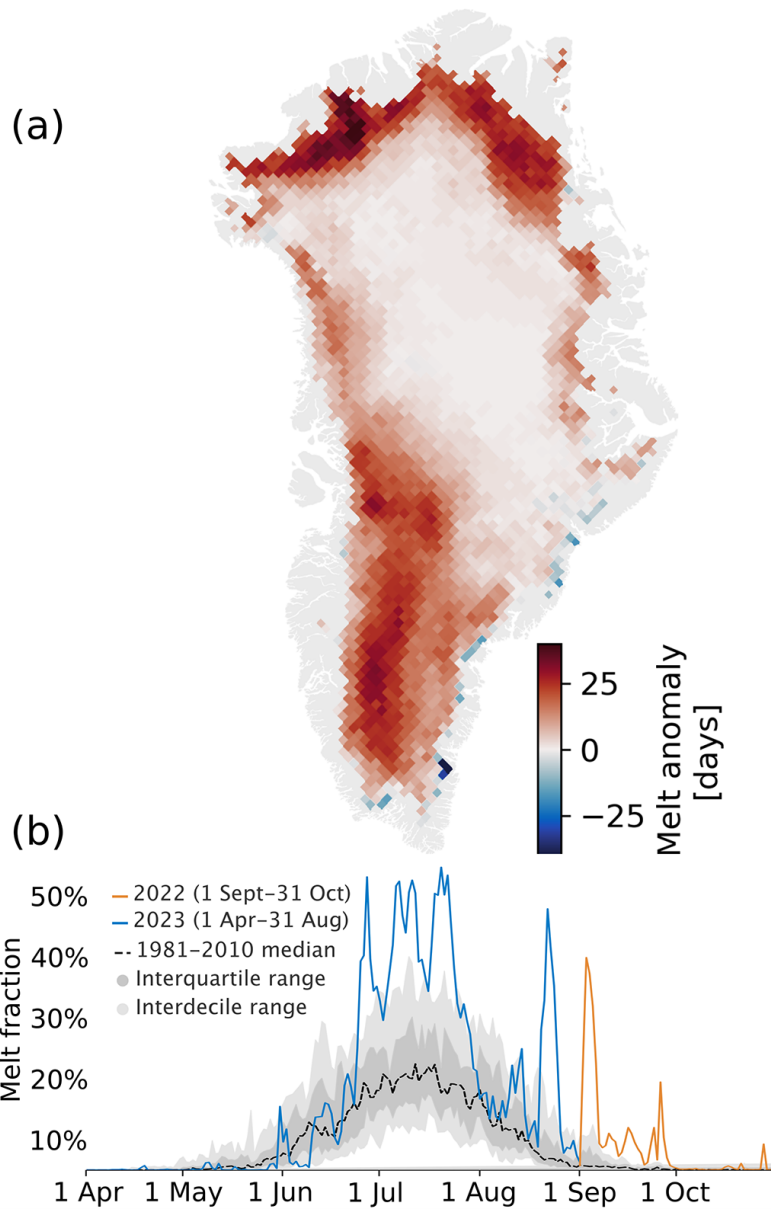 (a)
25
0
−25
Melt anomaly
[days]
(b)
50%
40%
30%
20%
10%
Melt fraction
2022 (1 Sept–31 Oct)
2023 (1 Apr–31 Aug)
1981–2010 median
Interquartile range
Interdecile range
1 Apr 1 May 1 Jun 1 Jul 1 Aug 1 Sep 1 Oct